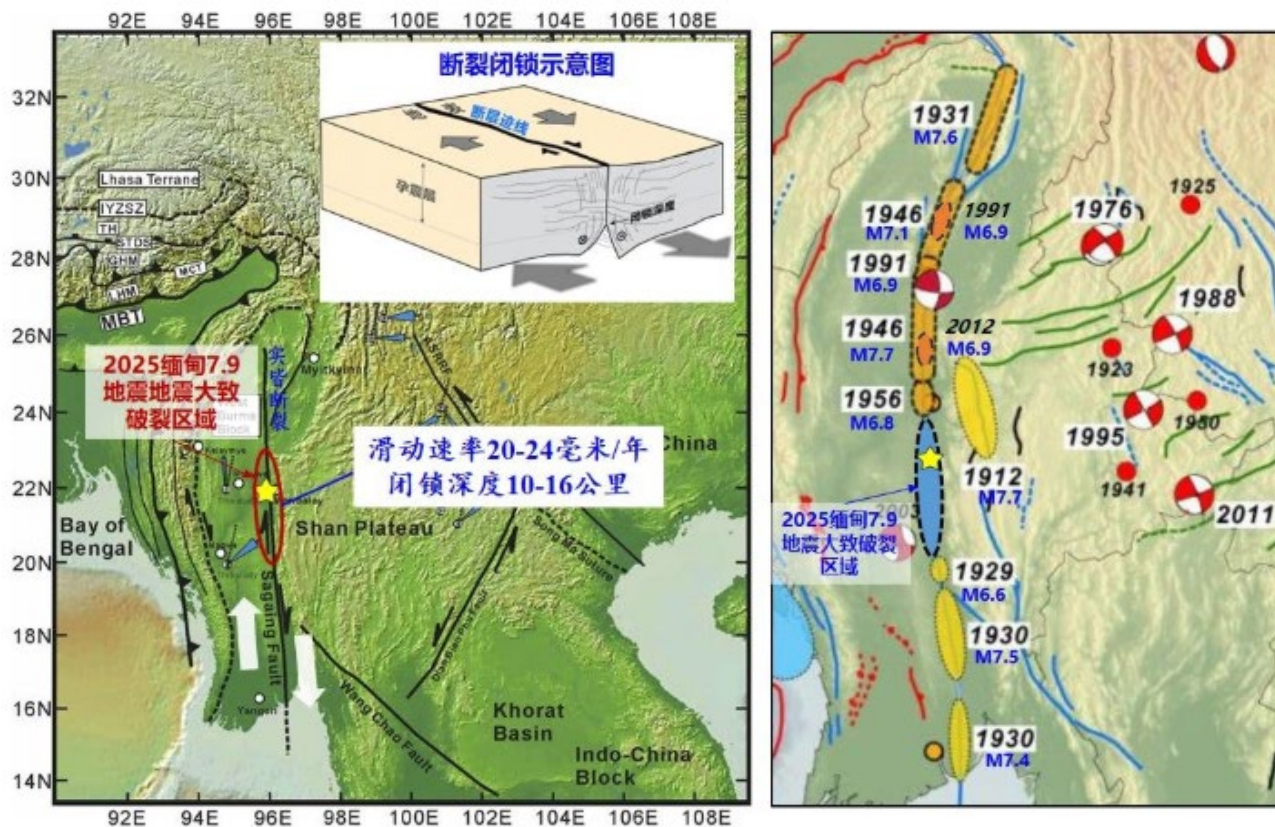 92E 94E 96E 98E 100E 102E 104E 106E 108E
32N
30N
28N
26N
24N
22N
20N
18N
16N
14N
断裂闭锁示意图
断层迹线
孕震层
闭锁深度
Lhasa Terrane
IYZSZ
TH
STDS
GHM
MCT
LHM
MBT
2025缅甸7.9
地震地震大致
破裂区域
实皆断裂
Block
滑动速率20-24毫米/年
闭锁深度10-16公里
China
Bay of
Bengal
Shan Plateau
Song Ma Suture
Sagaing Fault
Wang Chao Fault
Yangon
Khorat
Basin
Indo-China
Block
92E 94E 96E 98E 100E 102E 104E 106E 108E
1931
M7.6
1925
1946
M7.1
1991
M6.9
1976
1991
M6.9
1988
1946
M7.7
2012
M6.9
1923
1956
M6.8
1950
1995
1912
M7.7
1941
2011
2025缅甸7.9
地震大致破裂
区域
1929
M6.6
1930
M7.5
1930
M7.4